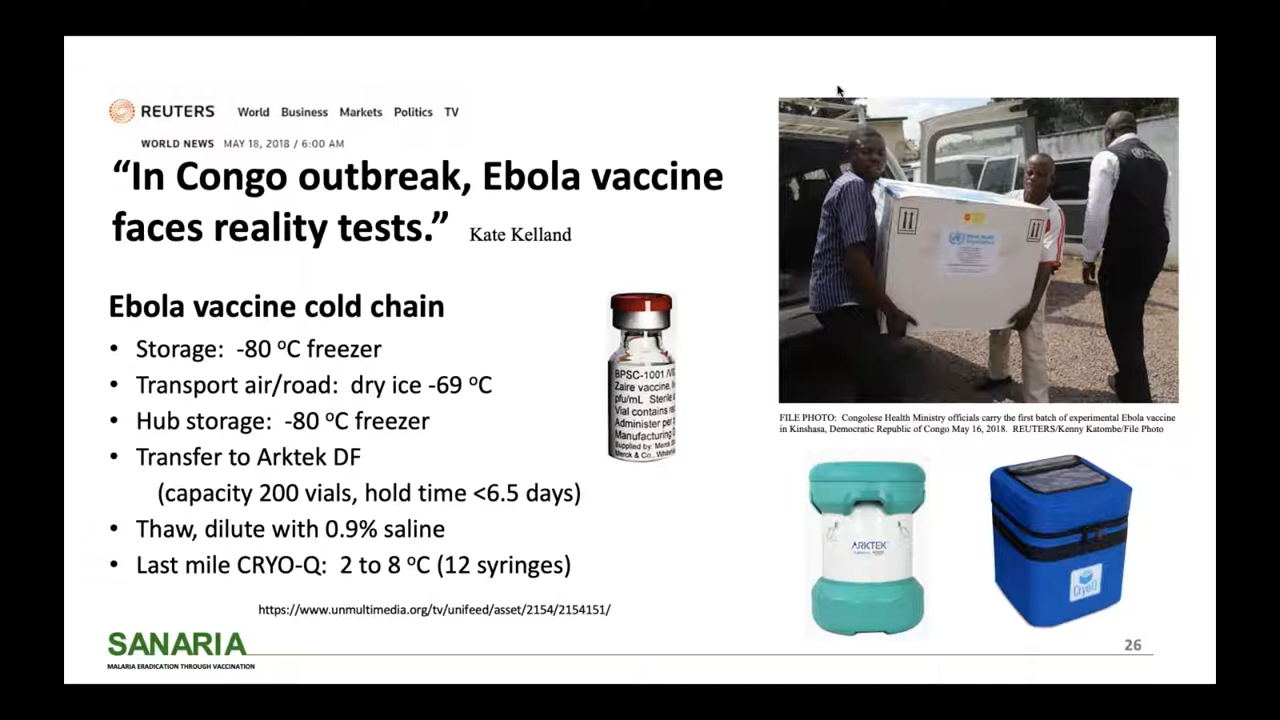 REUTERS World Business Markets Politics TV
WORLD NEWS MAY 18, 2018 / 6:00 AM
“In Congo outbreak, Ebola vaccine
faces reality tests.” Kate Kelland
Ebola vaccine cold chain
• Storage: -80 ºC freezer
• Transport air/road: dry ice -69 ºC
• Hub storage: -80 ºC freezer
• Transfer to Arktek DF
(capacity 200 vials, hold time <6.5 days)
• Thaw, dilute with 0.9% saline
• Last mile CRYO-Q: 2 to 8 ºC (12 syringes)
https://www.unmultimedia.org/tv/unifeed/asset/2154/2154151/
BPSC-1001
Zaire vaccine,
pfu/mL Sterile
Vial contains
Administer per
Manufacturing
Supplied by: Merck
Merck & Co.,
FILE PHOTO: Congolese Health Ministry officials carry the first batch of experimental Ebola vaccine
in Kinshasa, Democratic Republic of Congo May 16, 2018. REUTERS/Kenny Katombe/File Photo
ARKTEK
CryoQ
SANARIA
MALARIA ERADICATION THROUGH VACCINATION
26